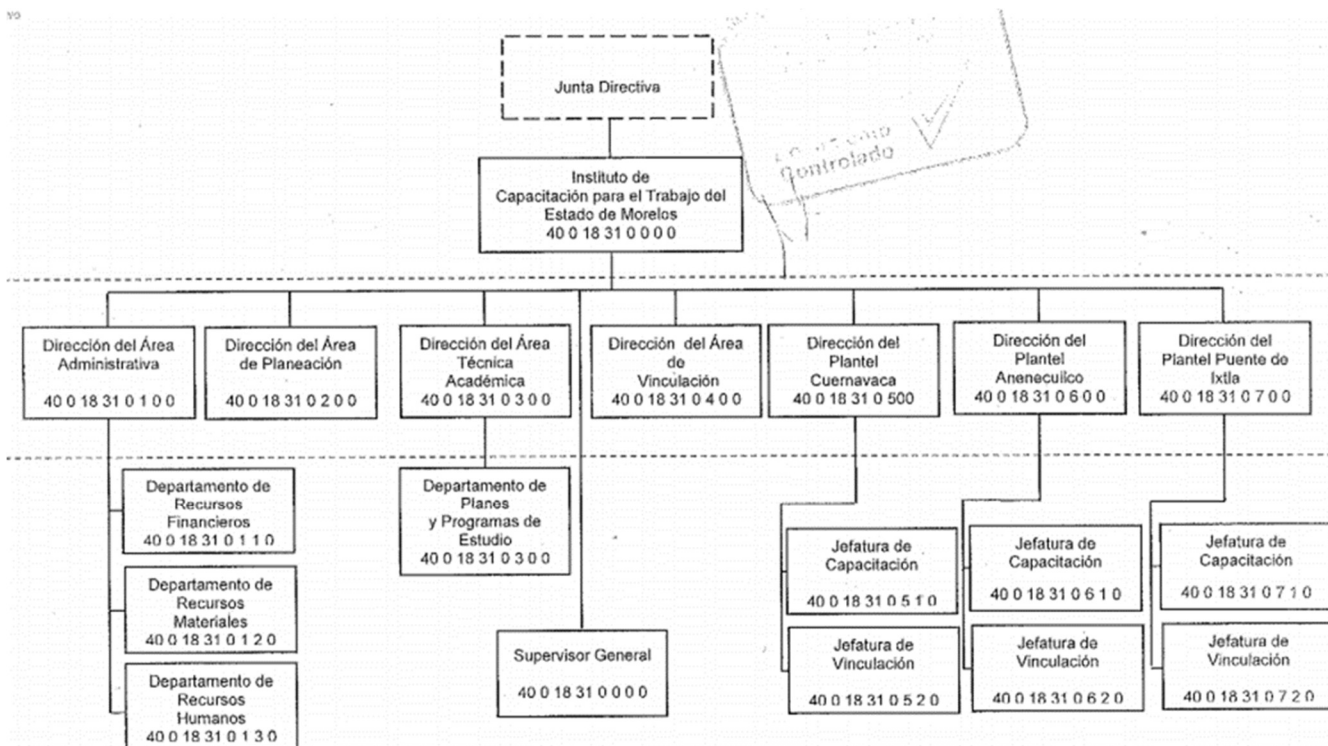 Junta Directiva
Instituto de
Capacitación para el Trabajo del
Estado de Morelos
40 0 18 31 0 0 0 0
Controlado
Dirección del Área
Administrativa
40 0 18 31 0 1 0 0
Dirección del Área
de Planeación
40 0 18 31 0 2 0 0
Dirección del Área
Técnica
Académica
40 0 18 31 0 3 0 0
Dirección del Área
de
Vinculación
40 0 18 31 0 4 0 0
Dirección del
Plantel
Cuernavaca
40 0 18 31 0 500
Dirección del
Plantel
Anenecuilco
40 0 18 31 0 6 0 0
Dirección del
Plantel Puente de
Ixtla
40 0 18 31 0 7 0 0
Departamento de
Recursos
Financieros
40 0 18 31 0 1 1 0
Departamento de
Recursos
Materiales
40 0 18 31 0 1 2 0
Departamento de
Recursos
Humanos
40 0 18 31 0 1 3 0
Departamento de
Planes
y Programas de
Estudio
40 0 18 31 0 3 0 0
Supervisor General
40 0 18 31 0 0 0 0
Jefatura de
Capacitación
40 0 18 31 0 5 1 0
Jefatura de
Vinculación
40 0 18 31 0 5 2 0
Jefatura de
Capacitación
40 0 18 31 0 6 1 0
Jefatura de
Vinculación
40 0 18 31 0 6 2 0
Jefatura de
Capacitación
40 0 18 31 0 7 1 0
Jefatura de
Vinculación
40 0 18 31 0 7 2 0